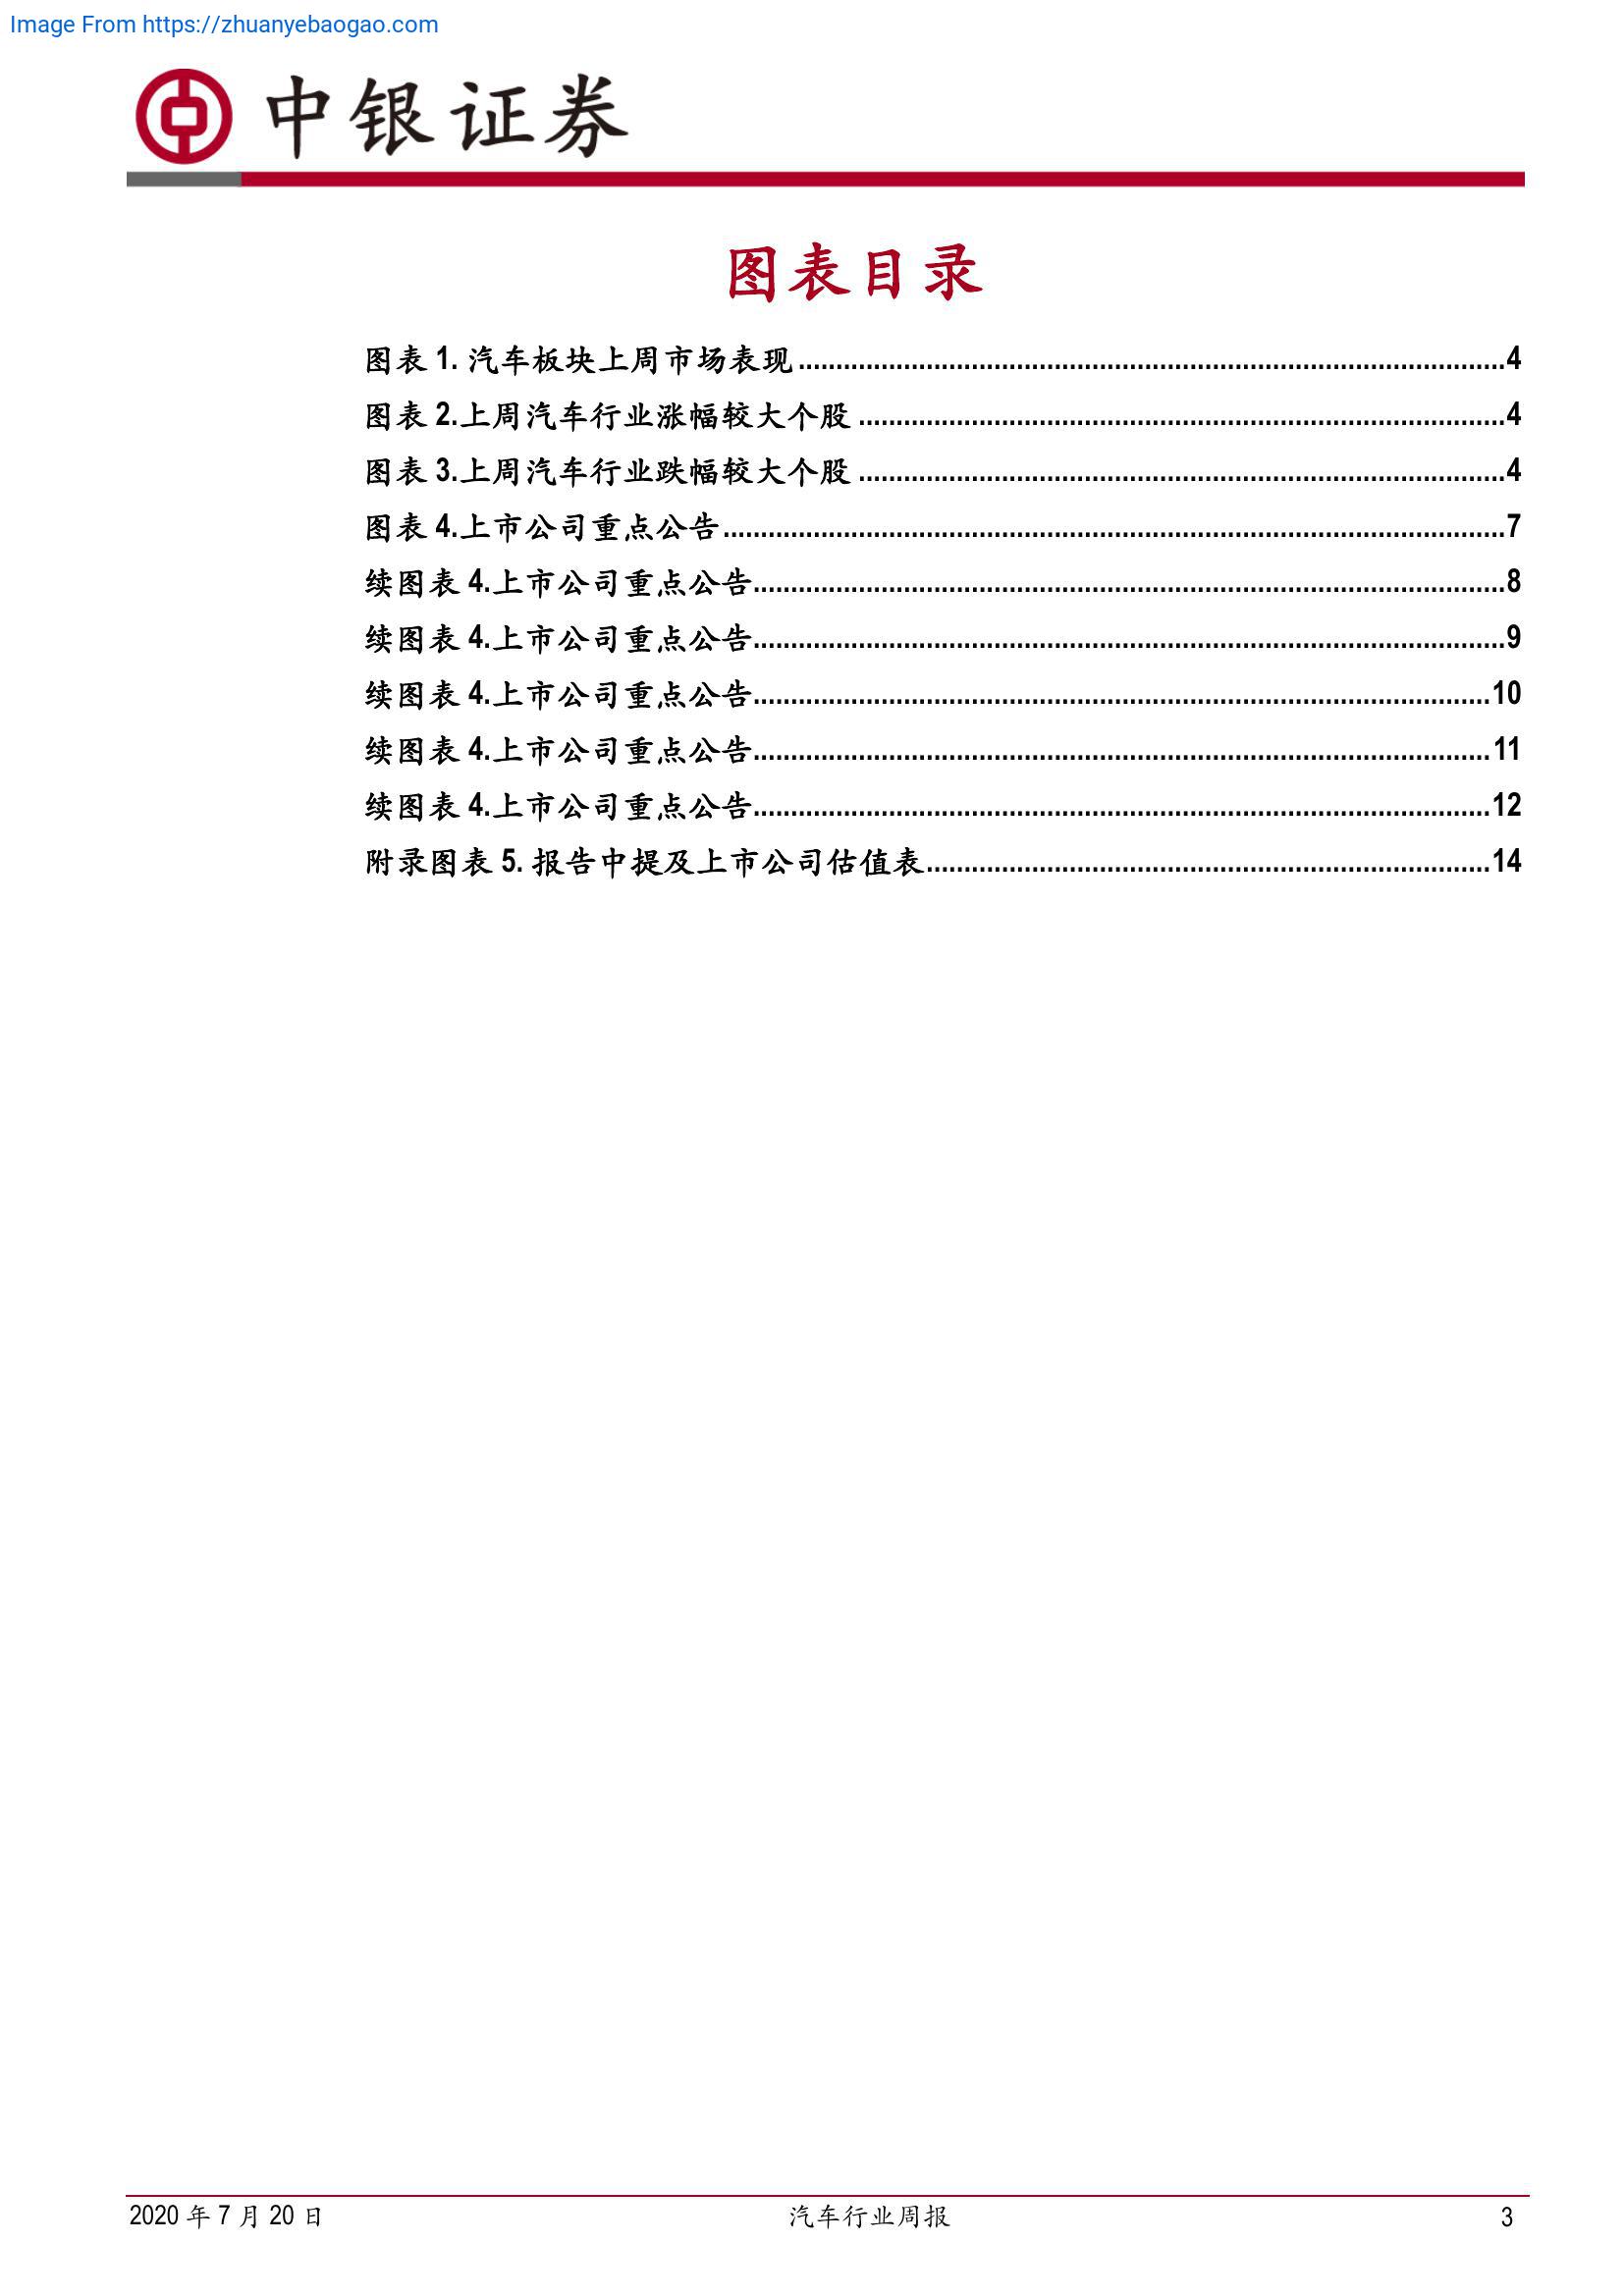 Image From https://zhuanyebaogao.com
中银证券
图表目录
图表 1. 汽车板块上周市场表现..............................................................................................4
图表 2.上周汽车行业涨幅较大个股 ......................................................................................4
图表 3.上周汽车行业跌幅较大个股 ......................................................................................4
图表 4.上市公司重点公告........................................................................................................7
续图表 4.上市公司重点公告....................................................................................................8
续图表 4.上市公司重点公告....................................................................................................9
续图表 4.上市公司重点公告..................................................................................................10
续图表 4.上市公司重点公告..................................................................................................11
续图表 4.上市公司重点公告..................................................................................................12
附录图表 5. 报告中提及上市公司估值表...........................................................................14
2020 年 7 月 20 日 汽车行业周报 3